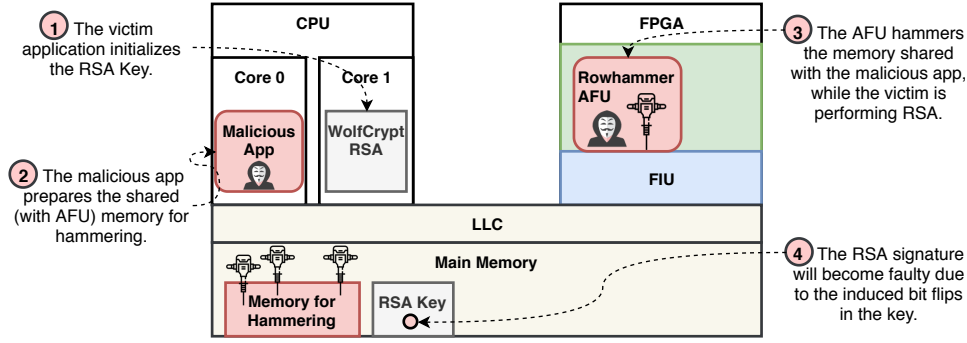 CPU
FPGA
1 The victim
application initializes
the RSA Key.
Core 0
Core 1
Malicious
App
WolfCrypt
RSA
2 The malicious app
prepares the shared
(with AFU) memory for
hammering.
Rowhammer
AFU
FIU
3 The AFU hammers
the memory shared
with the malicious app,
while the victim is
performing RSA.
LLC
Main Memory
Memory for
Hammering
RSA Key
4 The RSA signature
will become faulty due
to the induced bit flips
in the key.